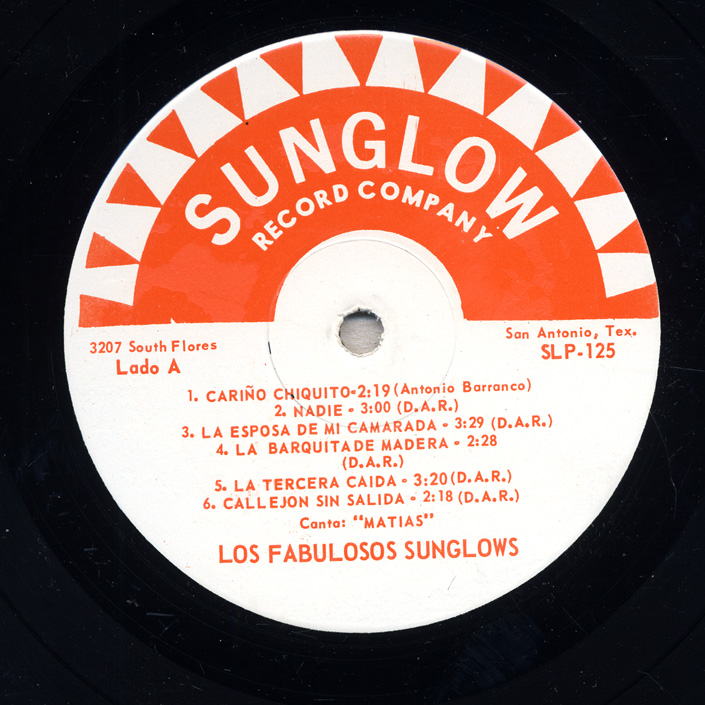 SUNGLOW
RECORD COMPANY
3207 South Flores
San Antonio, Tex.
Lado A
SLP-125
1. CARIÑO CHIQUITO-2:19 (Antonio Barranco)
2. NADIE - 3:00 (D.A.R.)
3. LA ESPOSA DE MI CAMARADA - 3:29 (D.A.R.)
4. LA BARQUITA DE MADERA - 2:28
(D.A.R.)
5. LA TERCERA CAIDA - 3:20 (D.A.R.)
6. CALLEJON SIN SALIDA - 2:18 (D.A.R.)
Canta: "MATIAS"
LOS FABULOSOS SUNGLOWS